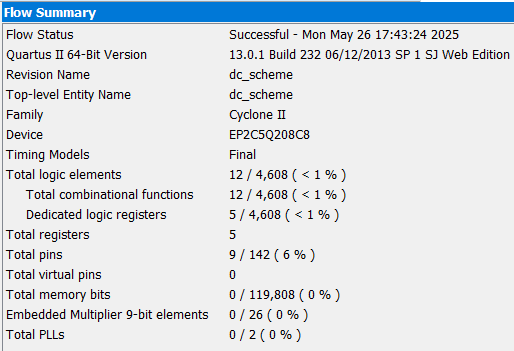 Flow Summary
Flow Status Successful - Mon May 26 17:43:24 2025
Quartus II 64-Bit Version 13.0.1 Build 232 06/12/2013 SP 1 SJ Web Edition
Revision Name dc_scheme
Top-level Entity Name dc_scheme
Family Cyclone II
Device EP2C5Q208C8
Timing Models Final
Total logic elements 12 / 4,608 ( < 1 % )
Total combinational functions 12 / 4,608 ( < 1 % )
Dedicated logic registers 5 / 4,608 ( < 1 % )
Total registers 5
Total pins 9 / 142 ( 6 % )
Total virtual pins 0
Total memory bits 0 / 119,808 ( 0 % )
Embedded Multiplier 9-bit elements 0 / 26 ( 0 % )
Total PLLs 0 / 2 ( 0 % )